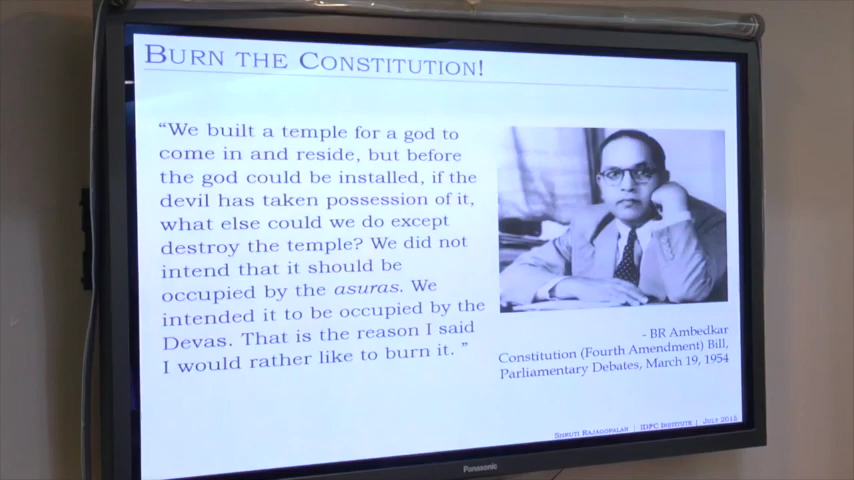 BURN THE CONSTITUTION!
“We built a temple for a god to
come in and reside, but before
the god could be installed, if the
devil has taken possession of it,
what else could we do except
destroy the temple? We did not
intend that it should be
occupied by the asuras. We
intended it to be occupied by the
Devas. That is the reason I said
I would rather like to burn it. ”
- BR Ambedkar
Constitution (Fourth Amendment) Bill,
Parliamentary Debates, March 19, 1954
SHRUTI RAJAGOPALAN | IDFC INSTITUTE | JULY 2015
Panasonic